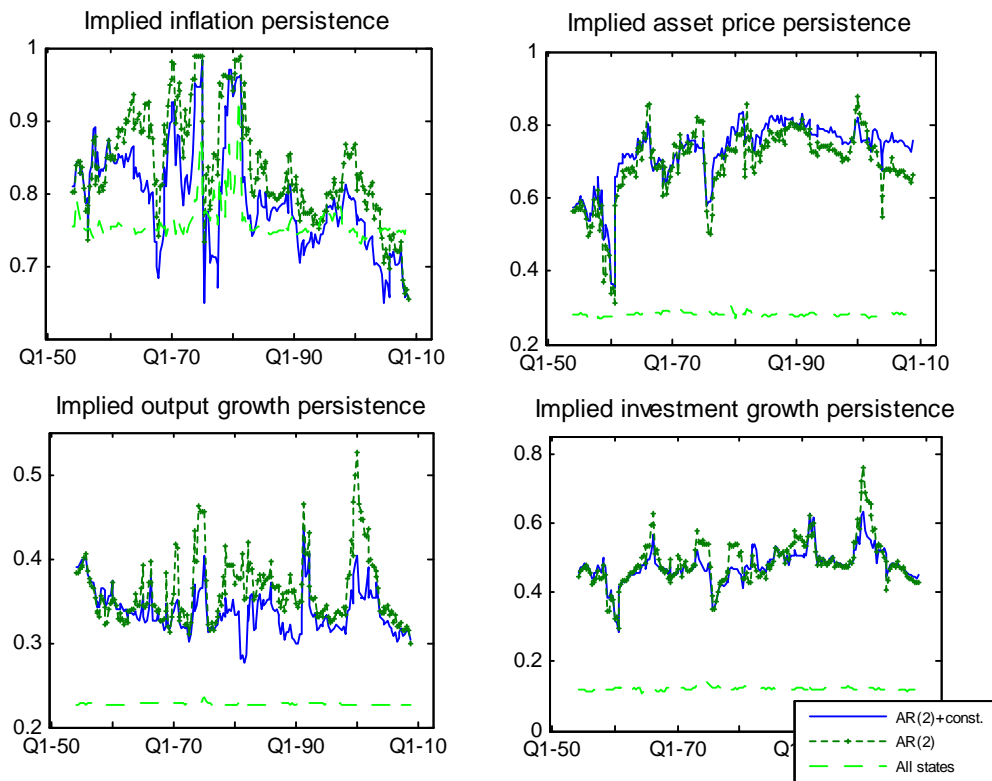 Implied inflation persistence
1
0.9
0.8
0.7
Q1-50 Q1-70 Q1-90 Q1-10
Implied asset price persistence
1
0.8
0.6
0.4
0.2
Q1-50 Q1-70 Q1-90 Q1-10
Implied output growth persistence
0.5
0.4
0.3
0.2
Q1-50 Q1-70 Q1-90 Q1-10
Implied investment growth persistence
0.8
0.6
0.4
0.2
0
Q1-50 Q1-70
AR(2)+const.
AR(2)
All states